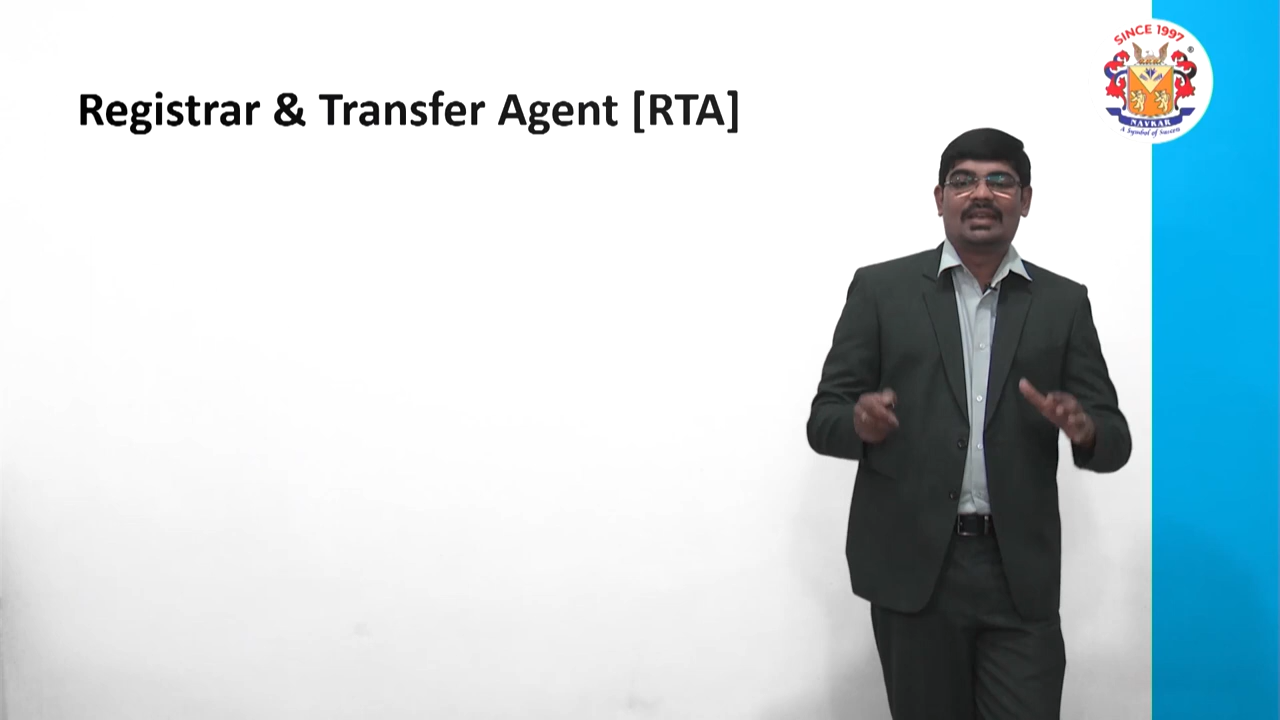 Registrar & Transfer Agent [RTA]
SINCE 1997
®
NAVKAR
A Symbol of Success